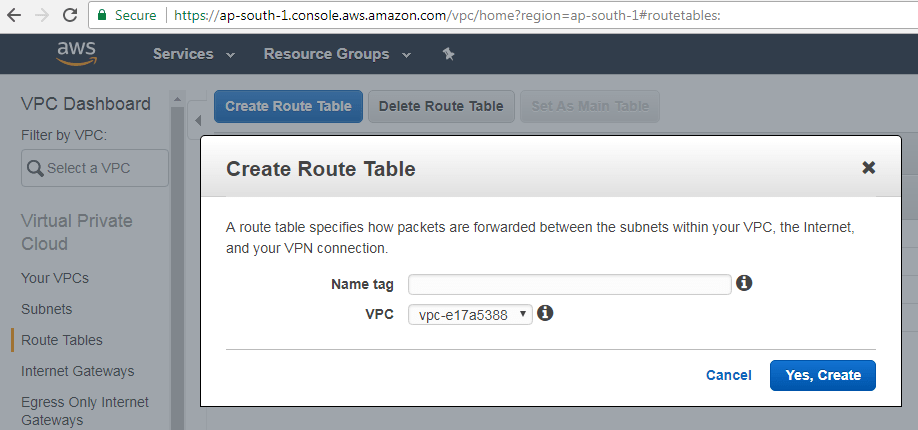 Secure | https://ap-south-1.console.aws.amazon.com/vpc/home?region=ap-south-1#routetables:
aws Services Resource Groups
VPC Dashboard
Filter by VPC:
Select a VPC
Virtual Private
Cloud
Your VPCs
Subnets
Route Tables
Internet Gateways
Egress Only Internet
Gateways
Create Route Table Delete Route Table Set As Main Table
Create Route Table
A route table specifies how packets are forwarded between the subnets within your VPC, the Internet,
and your VPN connection.
Name tag
VPC vpc-e17a5388
Cancel Yes, Create